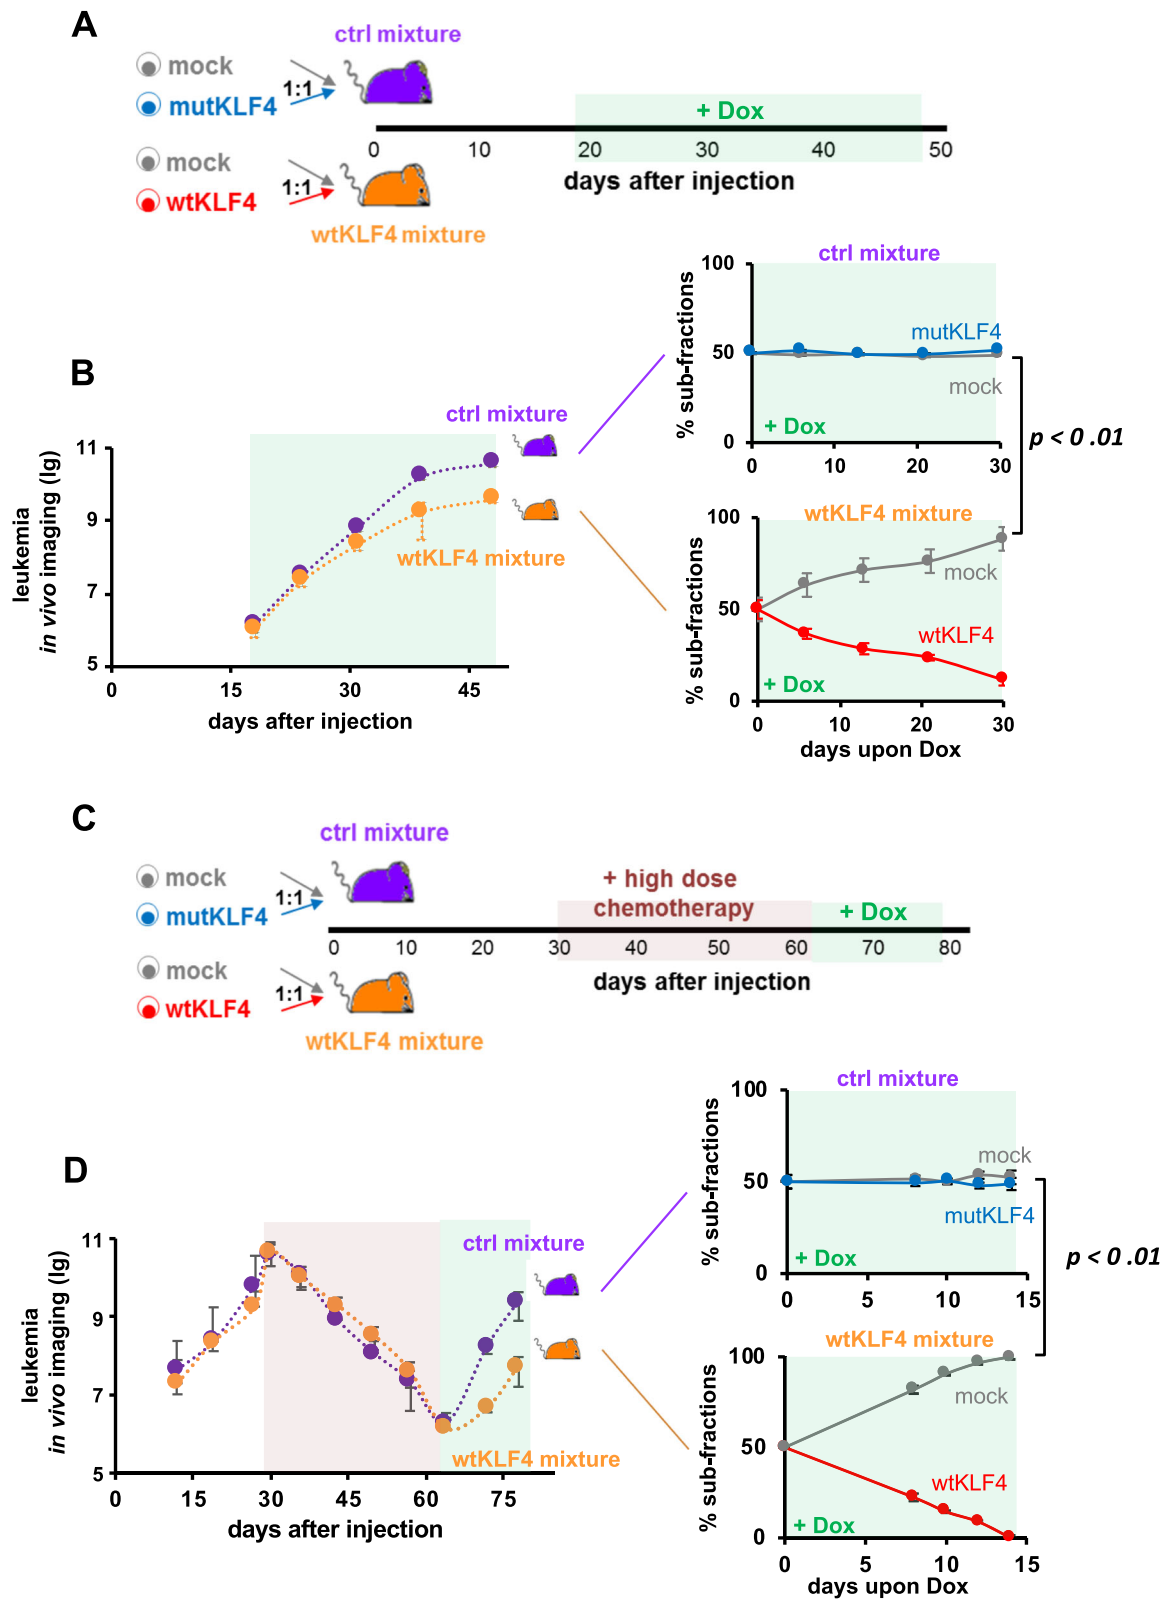 A
ctrl mixture
mock
1:1
mutKLF4
+ Dox
0 10 20 30 40 50
days after injection
mock
1:1
wtKLF4
wtKLF4 mixture
B
leukemia
in vivo imaging (lg)
11
9
7
5
0 15 30 45
days after injection
ctrl mixture
wtKLF4 mixture
ctrl mixture
% sub-fractions
100
50
0
mutKLF4
mock
+ Dox
0 10 20 30
p < 0 .01
wtKLF4 mixture
% sub-fractions
100
50
0
mock
wtKLF4
+ Dox
0 10 20 30
days upon Dox
C
ctrl mixture
mock
1:1
mutKLF4
+ high dose
chemotherapy
+ Dox
0 10 20 30 40 50 60 70 80
days after injection
mock
1:1
wtKLF4
wtKLF4 mixture
D
leukemia
in vivo imaging (lg)
11
9
7
5
0 15 30 45 60 75
days after injection
ctrl mixture
wtKLF4 mixture
ctrl mixture
% sub-fractions
100
50
0
mock
mutKLF4
+ Dox
0 5 10 15
p < 0 .01
wtKLF4 mixture
% sub-fractions
100
50
0
mock
wtKLF4
+ Dox
0 5 10 15
days upon Dox